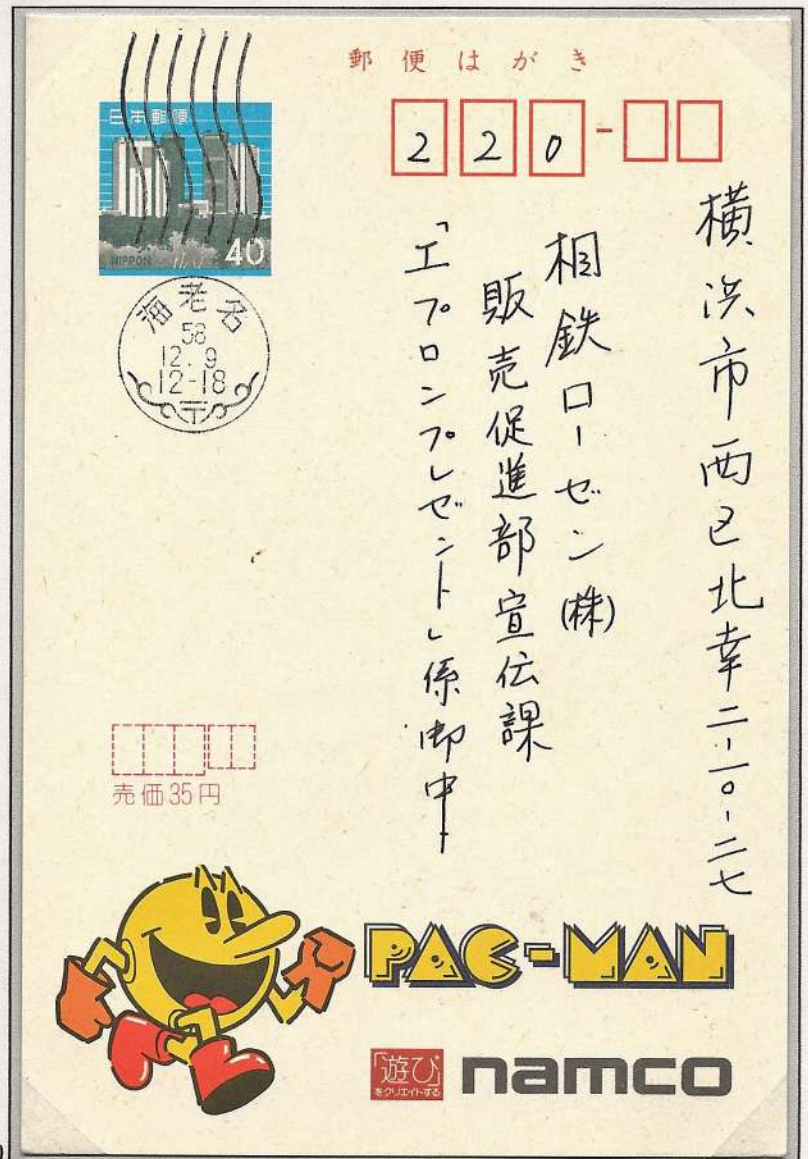 郵便はがき
日本郵便
NIPPON 40
220-
海老名
58
12.9
12-18
〒
横浜市西区北幸二-一〇-二七
相鉄ローゼン(株)
販売促進部宣伝課
「エプロンプレゼント」係御中
売価35円
PAC-MAN
「遊び」
をクリエイトする
namco